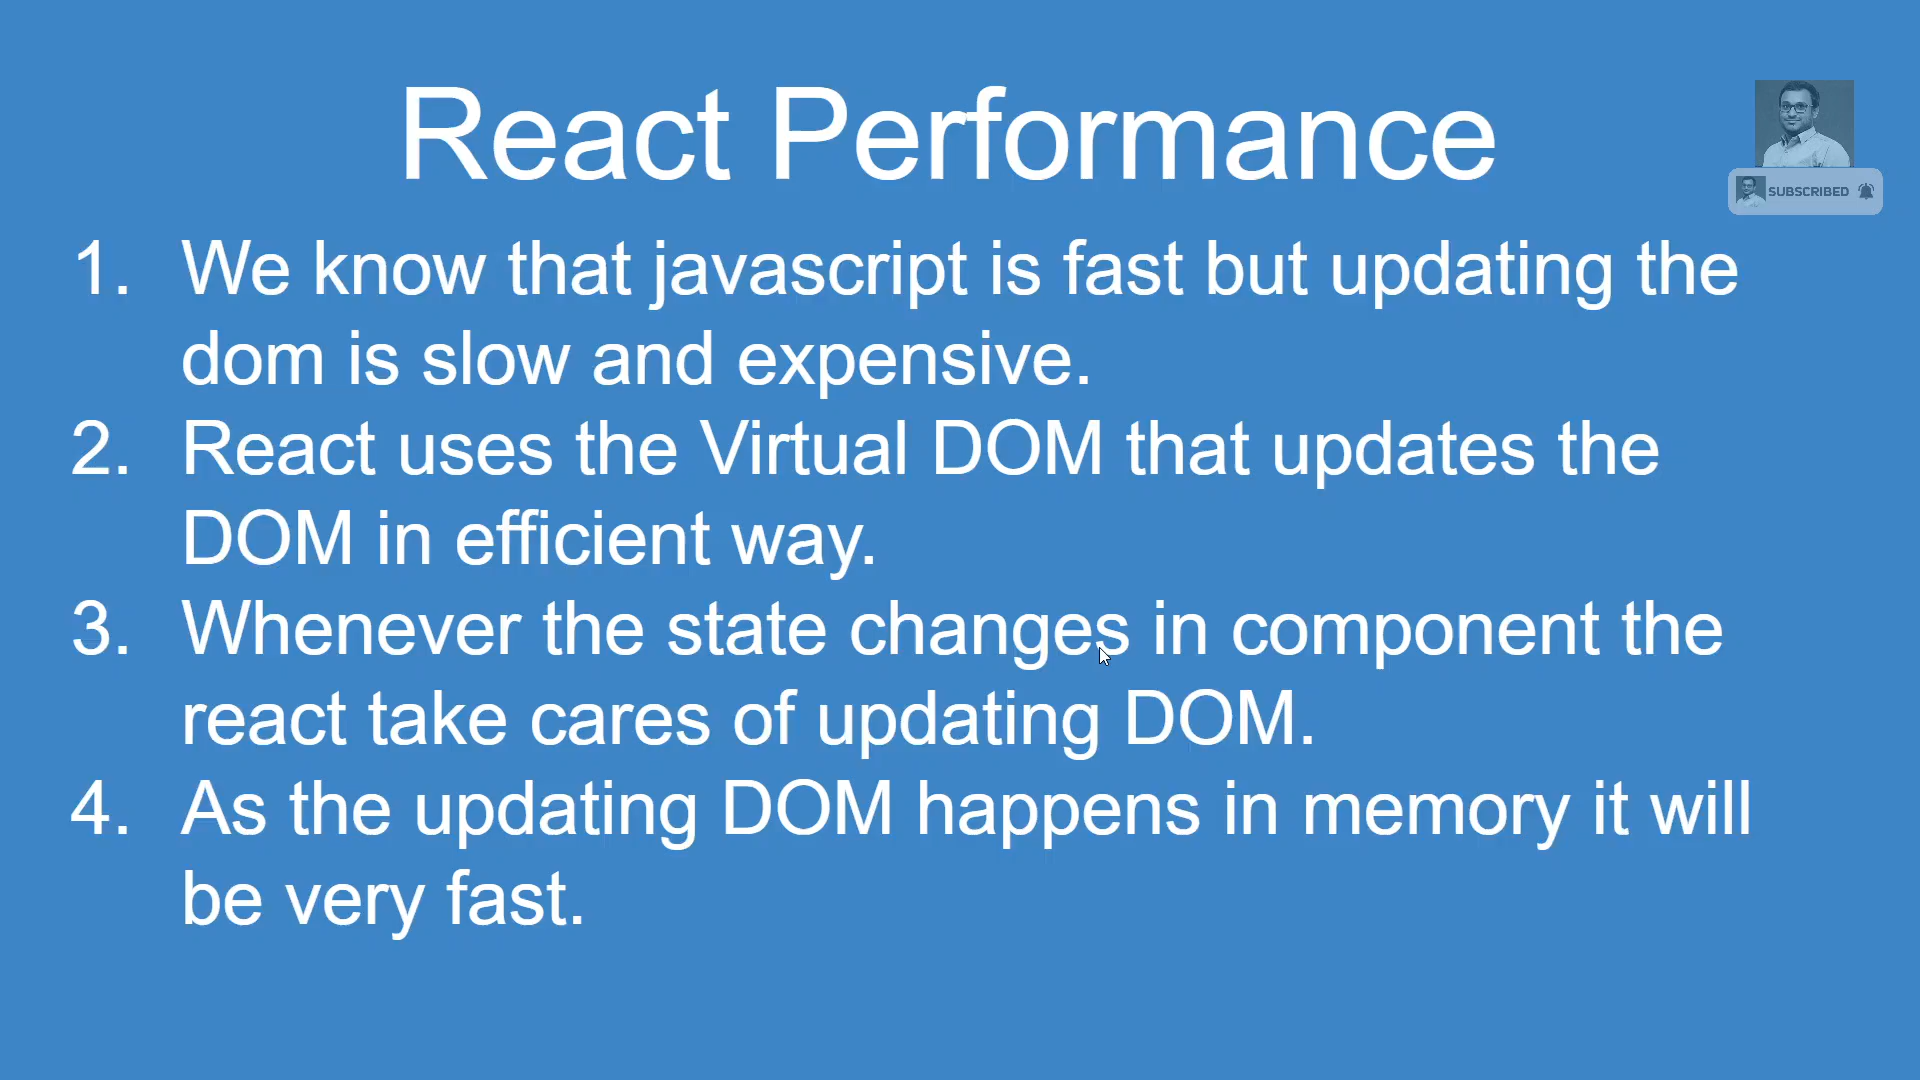 React Performance
SUBSCRIBED
1. We know that javascript is fast but updating the
dom is slow and expensive.
2. React uses the Virtual DOM that updates the
DOM in efficient way.
3. Whenever the state changes in component the
react take cares of updating DOM.
4. As the updating DOM happens in memory it will
be very fast.